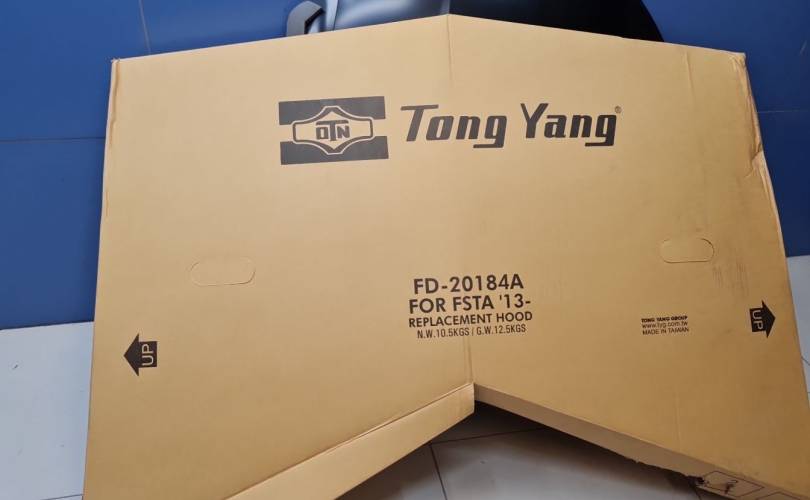 OTN
Tong Yang®
FD-20184A
FOR FSTA '13-
REPLACEMENT HOOD
N.W.10.5KGS / G.W.12.5KGS
TONG YANG GROUP
www.tyg.com.tw
MADE IN TAIWAN
UP
UP